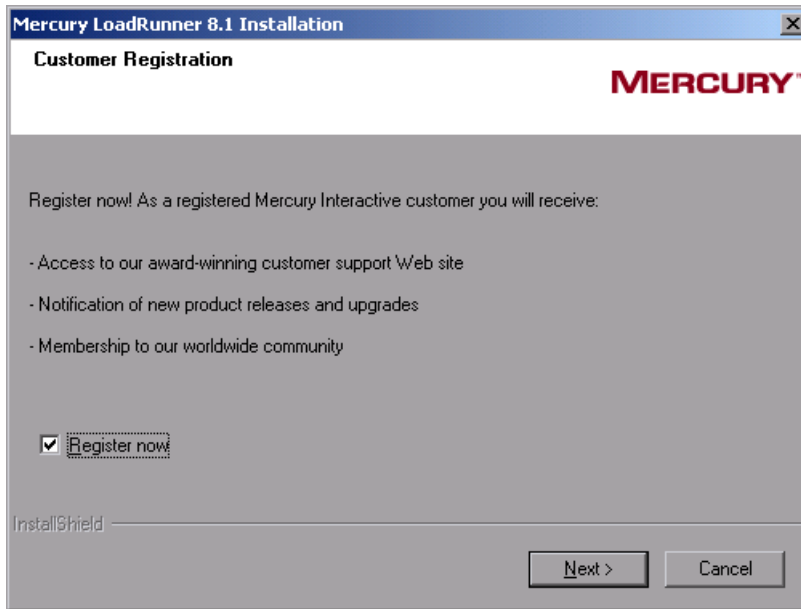 Mercury LoadRunner 8.1 Installation
Customer Registration
MERCURY™
Register now! As a registered Mercury Interactive customer you will receive:
- Access to our award-winning customer support Web site
- Notification of new product releases and upgrades
- Membership to our worldwide community
Register now
InstallShield
Next >
Cancel